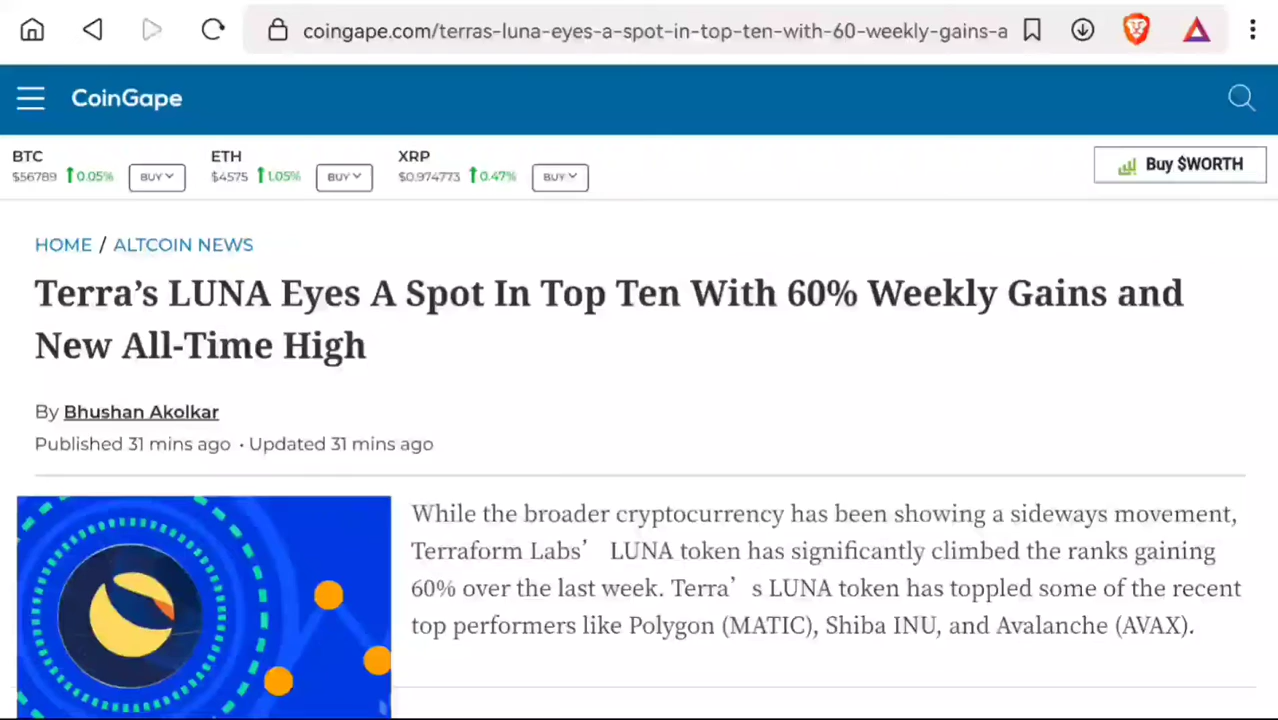 coingape.com/terras-luna-eyes-a-spot-in-top-ten-with-60-weekly-gains-a
CoinGape
BTC
$56789 0.05% BUY
ETH
$4575 1.05% BUY
XRP
$0.974773 0.47% BUY
Buy $WORTH
HOME / ALTCOIN NEWS
Terra’s LUNA Eyes A Spot In Top Ten With 60% Weekly Gains and
New All-Time High
By Bhushan Akolkar
Published 31 mins ago • Updated 31 mins ago
While the broader cryptocurrency has been showing a sideways movement,
Terraform Labs’ LUNA token has significantly climbed the ranks gaining
60% over the last week. Terra’s LUNA token has toppled some of the recent
top performers like Polygon (MATIC), Shiba INU, and Avalanche (AVAX).